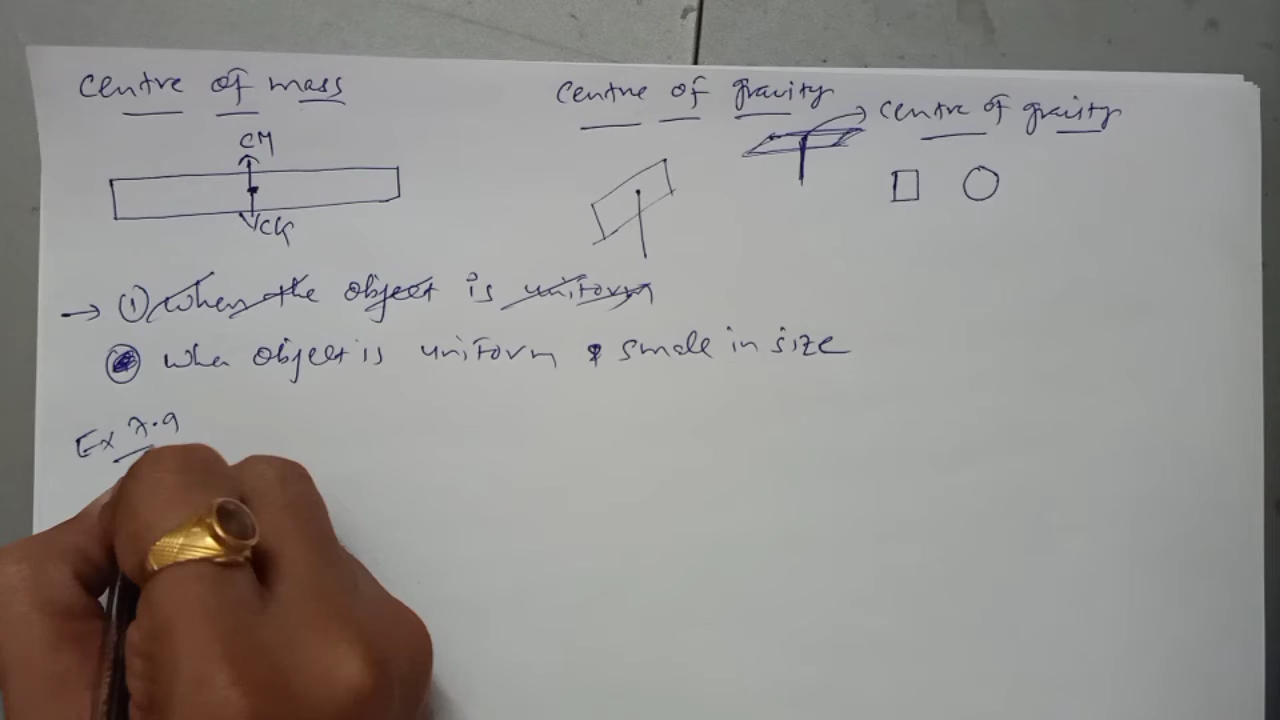 Centre of mass
Centre of gravity
Centre of gravity
CM
CG
→ ① When the object is uniform
When object is uniform & small in size
Ex 7.9